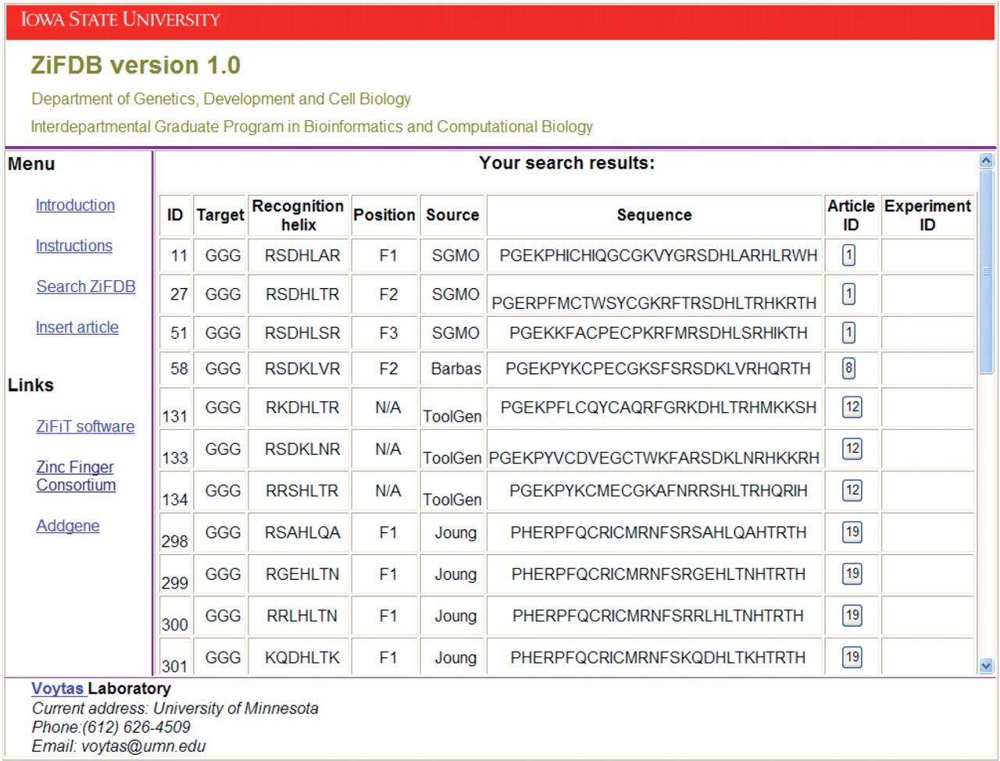 IOWA STATE UNIVERSITY
ZiFDB version 1.0
Department of Genetics, Development and Cell Biology
Interdepartmental Graduate Program in Bioinformatics and Computational Biology
Menu
Introduction
Instructions
Search ZiFDB
Insert article
Links
ZiFiT software
Zinc Finger
Consortium
Addgene
Your search results:
ID Target Recognition helix Position Source Sequence Article ID Experiment ID
11 GGG RSDHLAR F1 SGMO PGEKPHICHIQGCGKVYGRSDHLARHLRWH 1
27 GGG RSDHLTR F2 SGMO PGERPFMCTWSYCGKRFTRSDHLTRHKRTH 1
51 GGG RSDHLSR F3 SGMO PGEKKFACPECPKRFMRSDHLSRHIKTH 1
58 GGG RSDKLVR F2 Barbas PGEKPYKCPECGKSFSRSDKLVRHQRTH 8
131 GGG RKDHLTR N/A ToolGen PGEKPFLCQYCAQRFGRKDHLTRHMKKSH 12
133 GGG RSDKLNR N/A ToolGen PGEKPYVCDVEGCTWKFARSDKLNRHKKRH 12
134 GGG RRSHLTR N/A ToolGen PGEKPYKCMECGKAFNRRSHLTRHQRIH 12
298 GGG RSAHLQA F1 Joung PHERPFQCRICMRNFSRSAHLQAHTRTH 19
299 GGG RGEHLTN F1 Joung PHERPFQCRICMRNFSRGEHLTNHTRTH 19
300 GGG RRLHLTN F1 Joung PHERPFQCRICMRNFSRRLHLTNHTRTH 19
301 GGG KQDHLTK F1 Joung PHERPFQCRICMRNFSKQDHLTKHTRTH 19
Voytas Laboratory
Current address: University of Minnesota
Phone:(612) 626-4509
Email: voytas@umn.edu